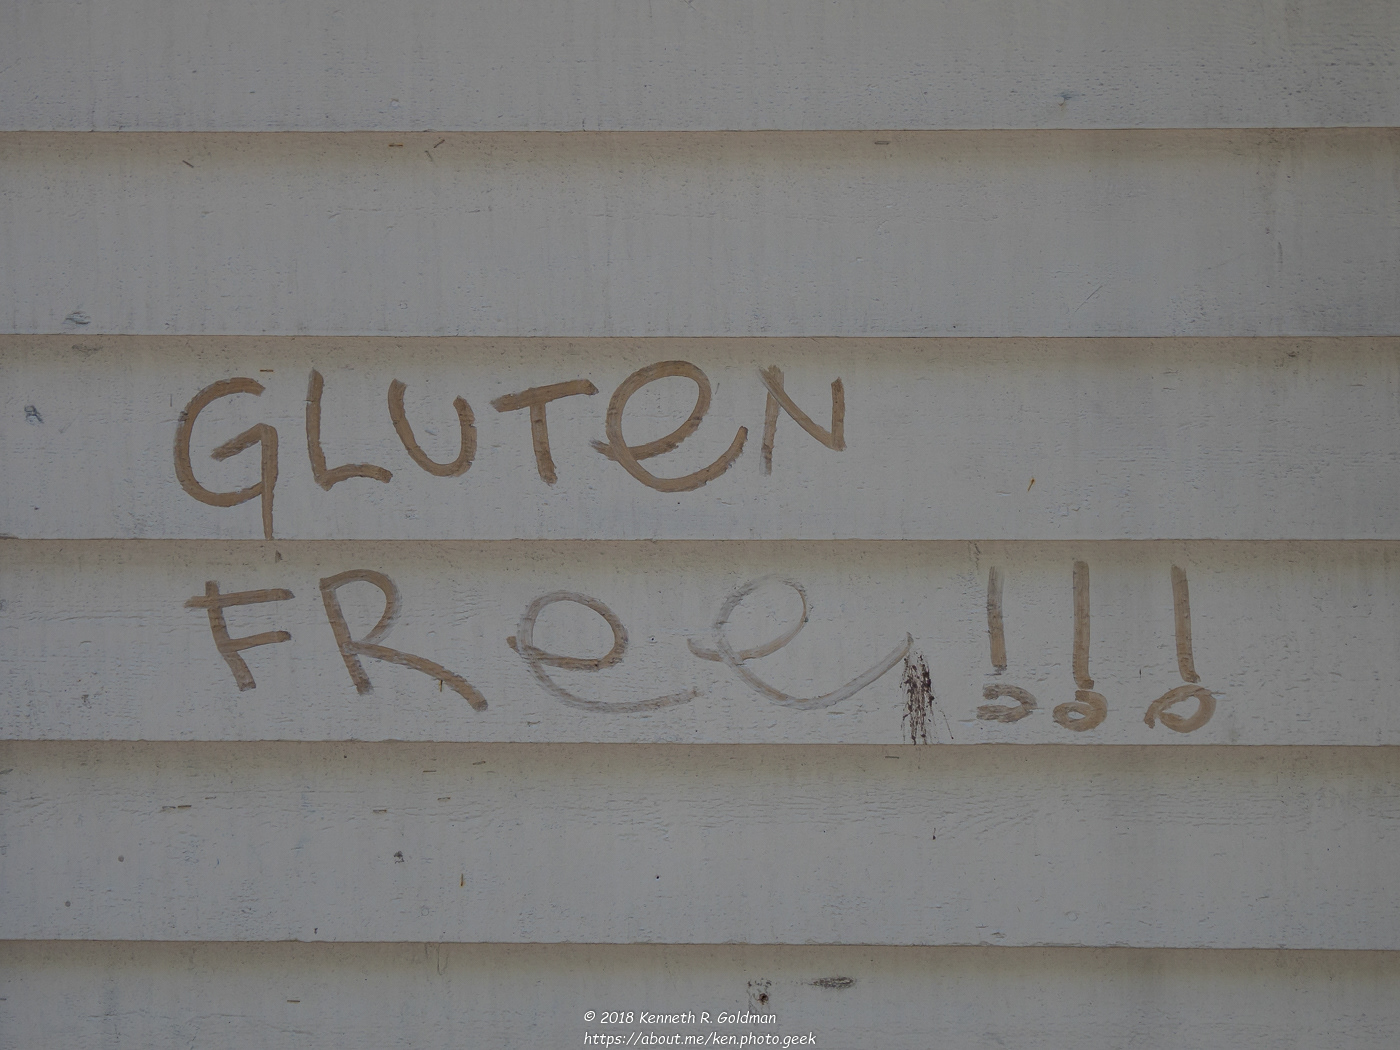 GLUTeN
FRee!!!
© 2018 Kenneth R. Goldman
https://about.me/ken.photo.geek